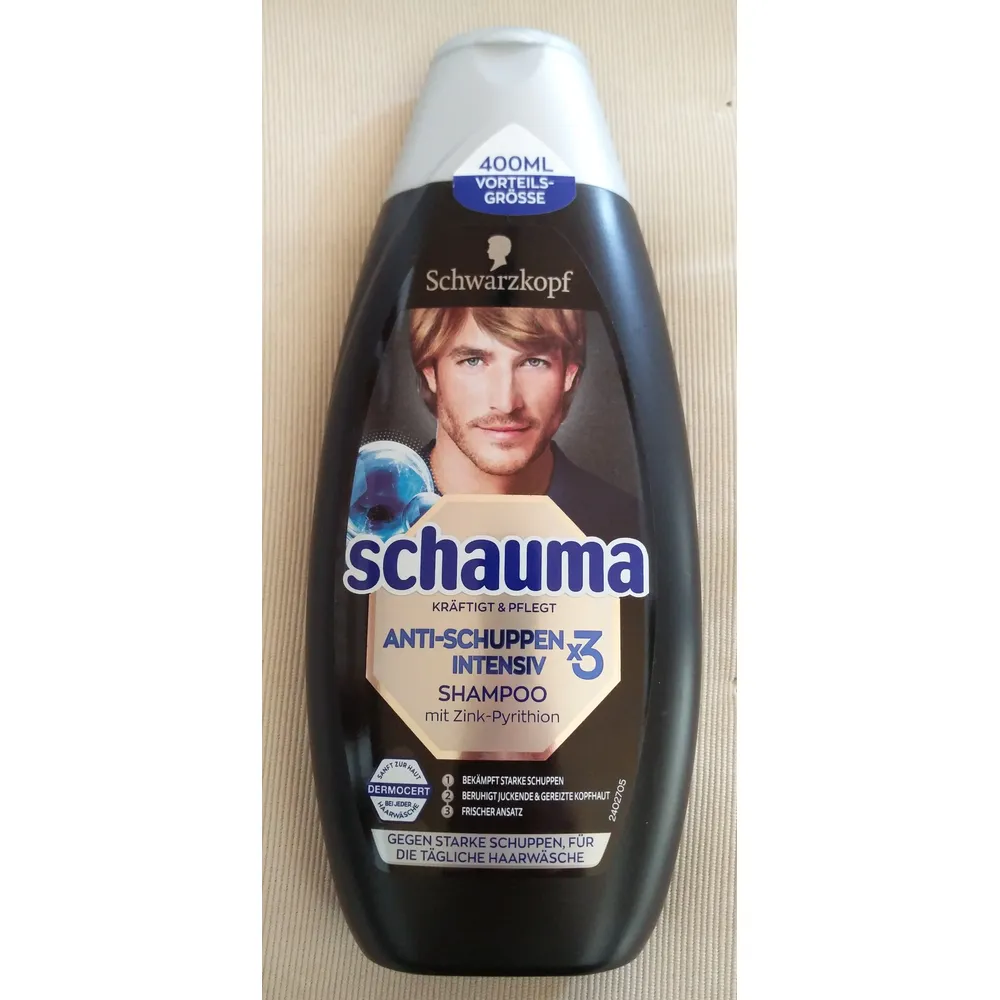 400ML
VORTEILS-
GRÖSSE
Schwarzkopf
schauma
KRÄFTIGT & PFLEGT
ANTI-SCHUPPEN x3
INTENSIV
SHAMPOO
mit Zink-Pyrithion
SANFT ZUR HAUT
DERMOCERT
BEI JEDER
HAARWÄSCHE
1 BEKÄMPFT STARKE SCHUPPEN
2 BERUHIGT JUCKENDE & GEREIZTE KOPFHAUT
3 FRISCHER ANSATZ
2402705
GEGEN STARKE SCHUPPEN, FÜR
DIE TÄGLICHE HAARWÄSCHE